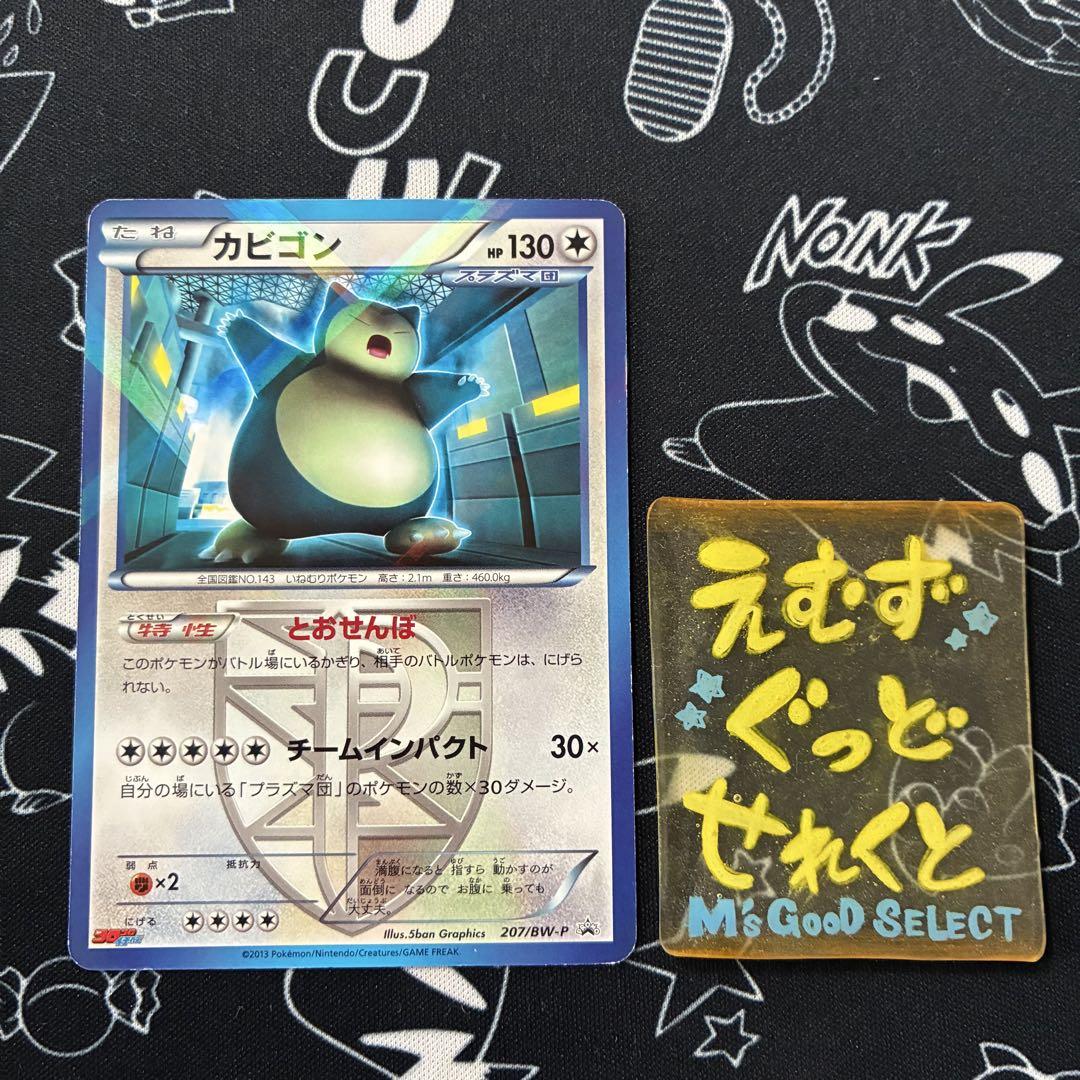 たね カビゴン HP130
プラズマ団
全国図鑑NO.143 いねむりポケモン 高さ:2.1m 重さ:460.0kg
とくせい
特性 とおせんぼ
このポケモンがバトル場にいるかぎり、相手のバトルポケモンは、にげら
れない。
チームインパクト 30×
自分の場にいる「プラズマ団」のポケモンの数×30ダメージ。
弱点 抵抗力
×2
満腹になると 指すら 動かすのが
面倒に なるので お腹に 乗っても
大丈夫。
にげる
コロコロ
Illus.5ban Graphics 207/BW-P
©2013 Pokémon/Nintendo/Creatures/GAME FREAK.
NOINK
えむず
ぐっど
せれくと
M's GooD SELECT